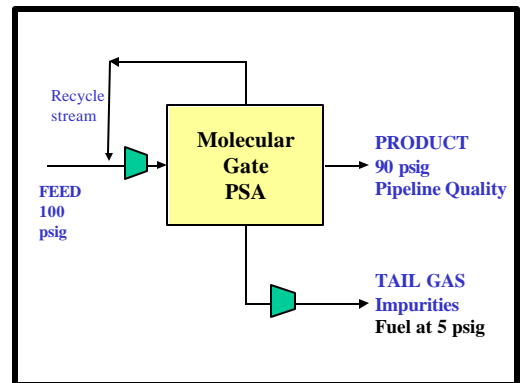 Recycle
stream
Molecular
Gate
PSA
FEED
100
psig
PRODUCT
90 psig
Pipeline Quality
TAIL GAS
Impurities
Fuel at 5 psig